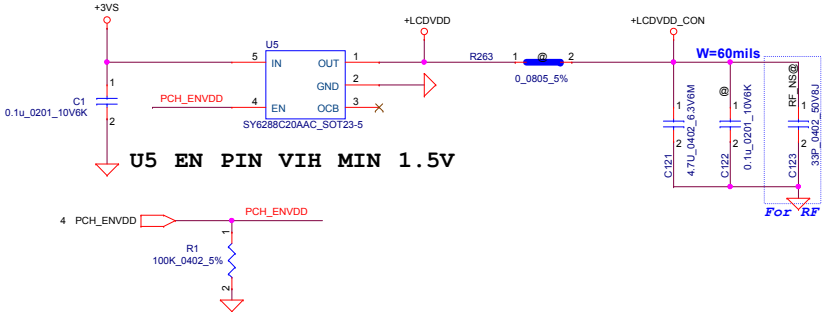 +3VS
+LCDVDD
+LCDVDD_CON
U5
5 IN OUT 1
GND 2
PCH_ENVDD 4 EN OCB 3
SY6288C20AAC_SOT23-5
R263 1 @ 2
0_0805_5%
W=60mils
C1
0.1u_0201_10V6K
1
2
1
2
C121
4.7U_0402_6.3V6M
@
1
2
C122
0.1u_0201_10V6K
RF_NS@
1
2
C123
33P_0402_50V8J
For RF
U5 EN PIN VIH MIN 1.5V
4 PCH_ENVDD
PCH_ENVDD
R1
100K_0402_5%
1
2